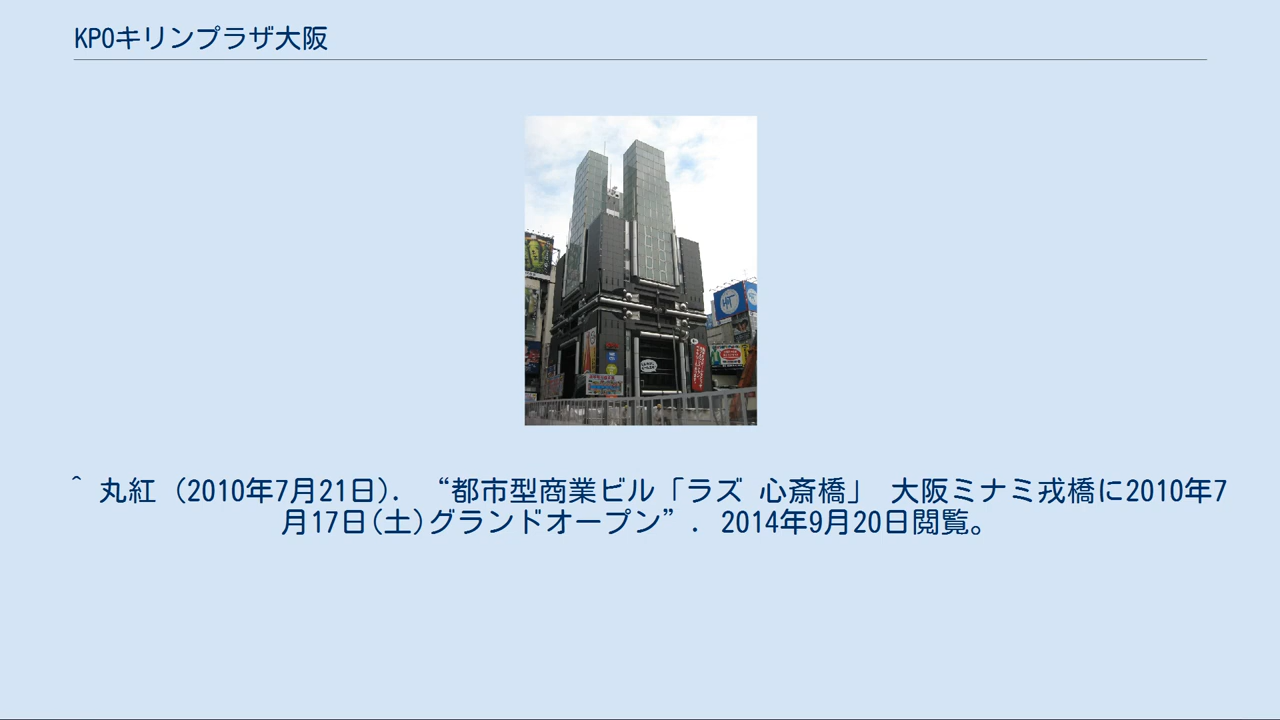 KPOキリンプラザ大阪
^ 丸紅 (2010年7月21日). “都市型商業ビル「ラズ 心斎橋」 大阪ミナミ戎橋に2010年7
月17日(土)グランドオープン”. 2014年9月20日閲覧。